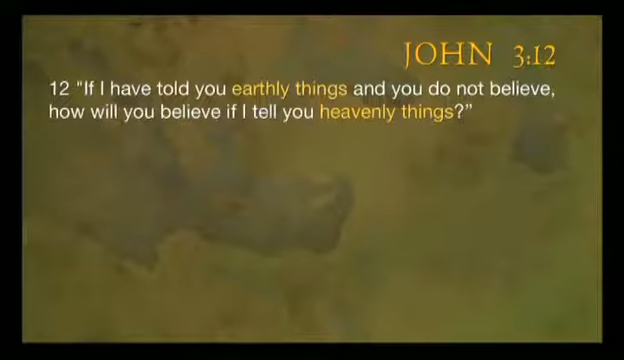 JOHN 3:12
12 "If I have told you earthly things and you do not believe,
how will you believe if I tell you heavenly things?”